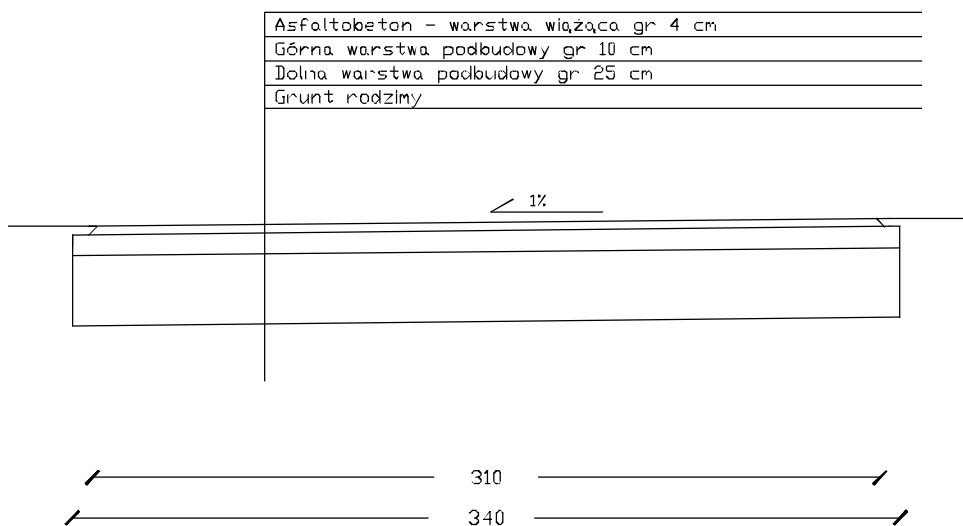 Asfaltobeton - warstwa wiążąca gr 4 cm
Górna warstwa podbudowy gr 10 cm
Dolna warstwa podbudowy gr 25 cm
Grunt rodzimy
1%
310
340